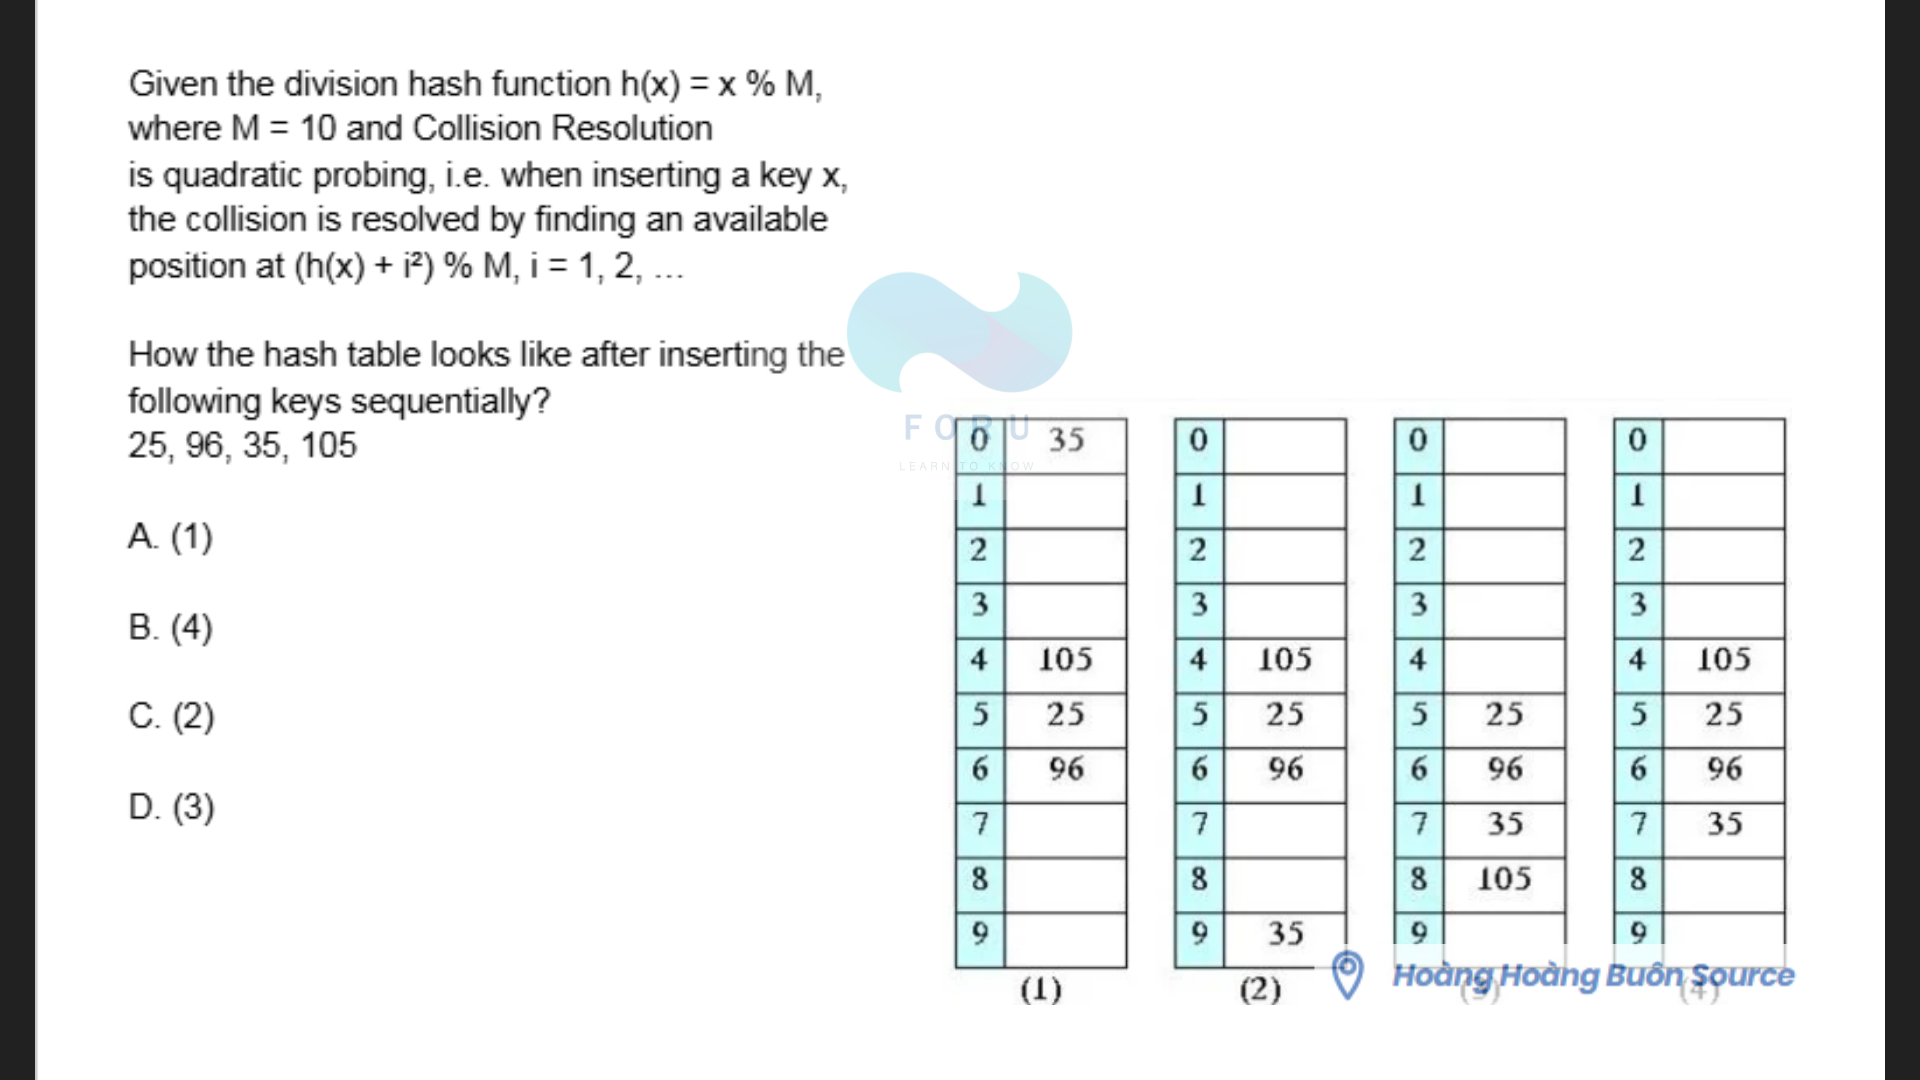 Given the division hash function h(x) = x % M,
where M = 10 and Collision Resolution
is quadratic probing, i.e. when inserting a key x,
the collision is resolved by finding an available
position at (h(x) + i²) % M, i = 1, 2, ...
How the hash table looks like after inserting the
following keys sequentially?
25, 96, 35, 105
A. (1)
B. (4)
C. (2)
D. (3)
FORU
LEARN TO KNOW
0 35 0 0 0
1 1 1 1
2 2 2 2
3 3 3 3
4 105 4 105 4 4 105
5 25 5 25 5 25 5 25
6 96 6 96 6 96 6 96
7 7 7 35 7 35
8 8 8 105 8
9 9 35 9 9
(1) (2) (3) (4)
Hoàng Hoàng Buôn Source